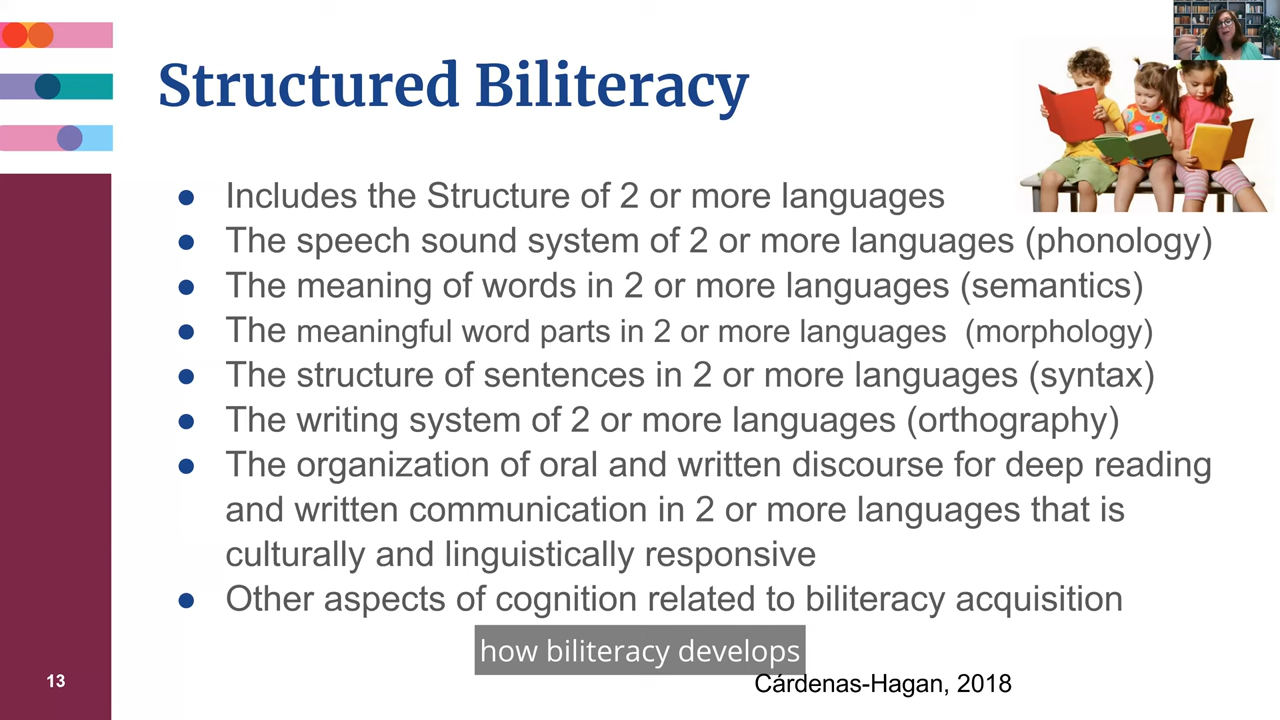 Structured Biliteracy
● Includes the Structure of 2 or more languages
● The speech sound system of 2 or more languages (phonology)
● The meaning of words in 2 or more languages (semantics)
● The meaningful word parts in 2 or more languages (morphology)
● The structure of sentences in 2 or more languages (syntax)
● The writing system of 2 or more languages (orthography)
● The organization of oral and written discourse for deep reading
and written communication in 2 or more languages that is
culturally and linguistically responsive
● Other aspects of cognition related to biliteracy acquisition
how biliteracy develops
13
Cárdenas-Hagan, 2018